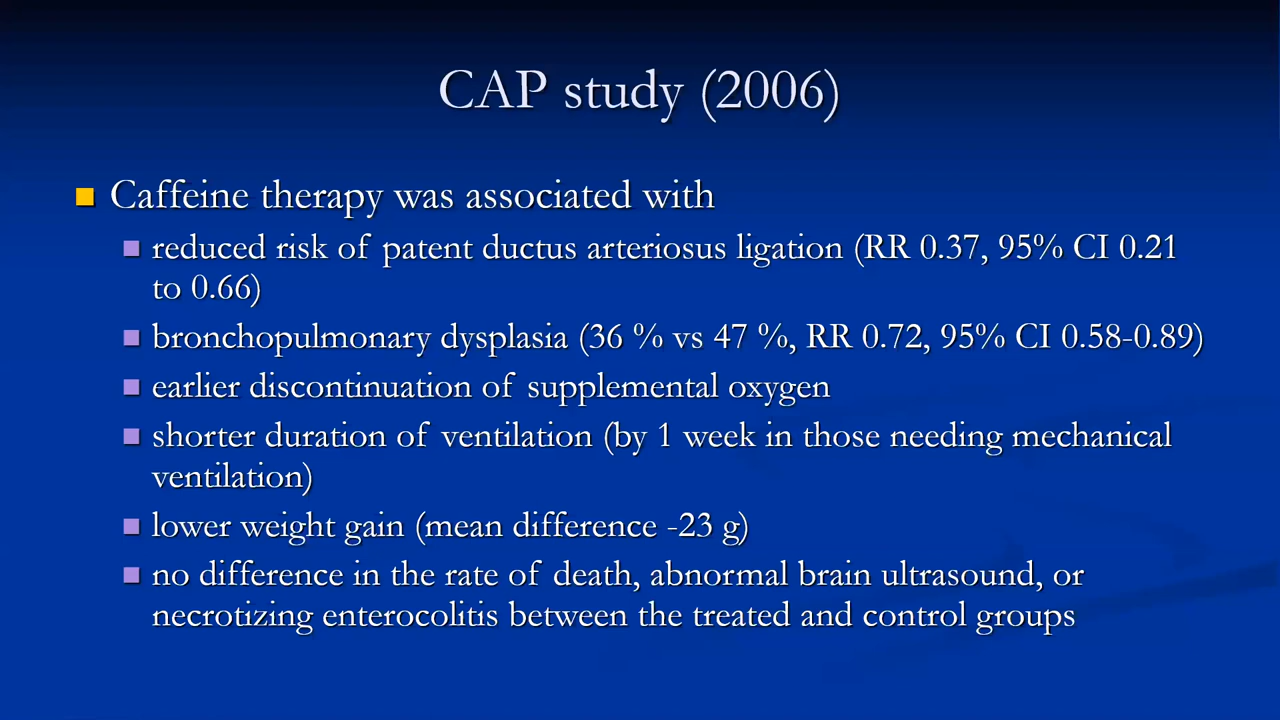 CAP study (2006)
Caffeine therapy was associated with
reduced risk of patent ductus arteriosus ligation (RR 0.37, 95% CI 0.21
to 0.66)
bronchopulmonary dysplasia (36 % vs 47 %, RR 0.72, 95% CI 0.58-0.89)
earlier discontinuation of supplemental oxygen
shorter duration of ventilation (by 1 week in those needing mechanical
ventilation)
lower weight gain (mean difference -23 g)
no difference in the rate of death, abnormal brain ultrasound, or
necrotizing enterocolitis between the treated and control groups